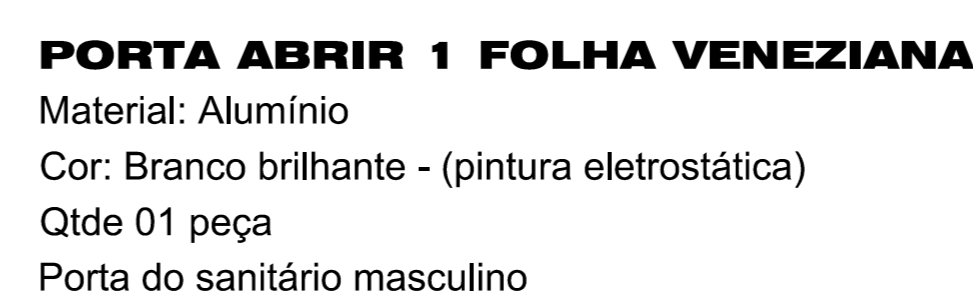 PORTA ABRIR 1 FOLHA VENEZIANA
Material: Alumínio
Cor: Branco brilhante - (pintura eletrostática)
Qtde 01 peça
Porta do sanitário masculino